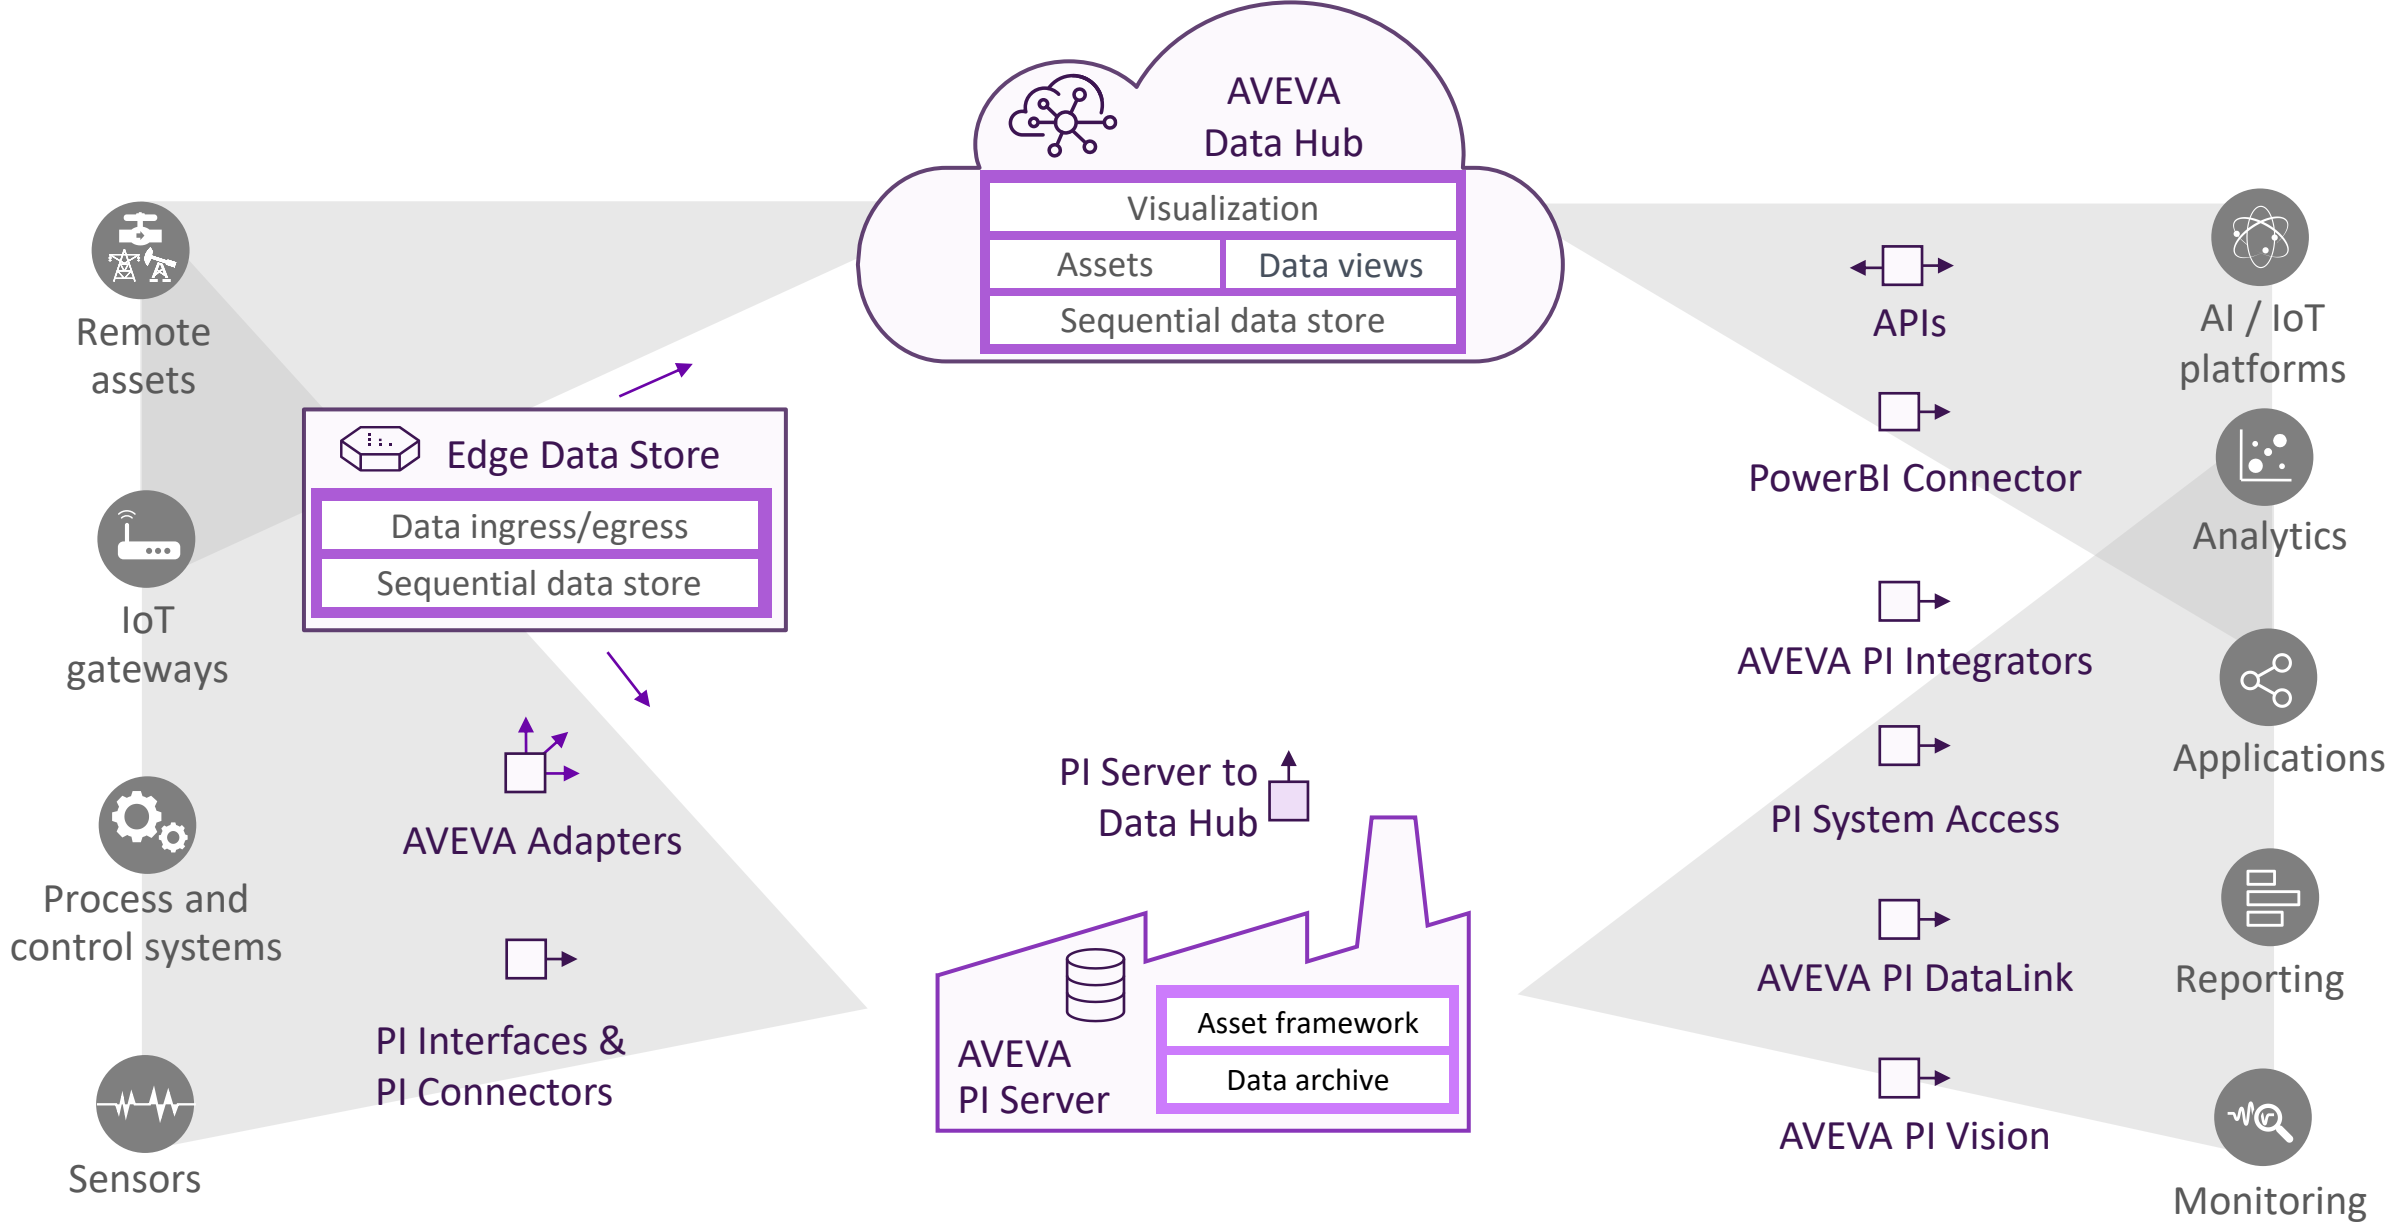 AVEVA
Data Hub
Visualization
Assets
Data views
Sequential data store
Remote
assets
IoT
gateways
Process and
control systems
Sensors
Edge Data Store
Data ingress/egress
Sequential data store
AVEVA Adapters
PI Interfaces &
PI Connectors
PI Server to
Data Hub
AVEVA
PI Server
Asset framework
Data archive
APIs
PowerBI Connector
AVEVA PI Integrators
PI System Access
AVEVA PI DataLink
AVEVA PI Vision
AI / IoT
platforms
Analytics
Applications
Reporting
Monitoring